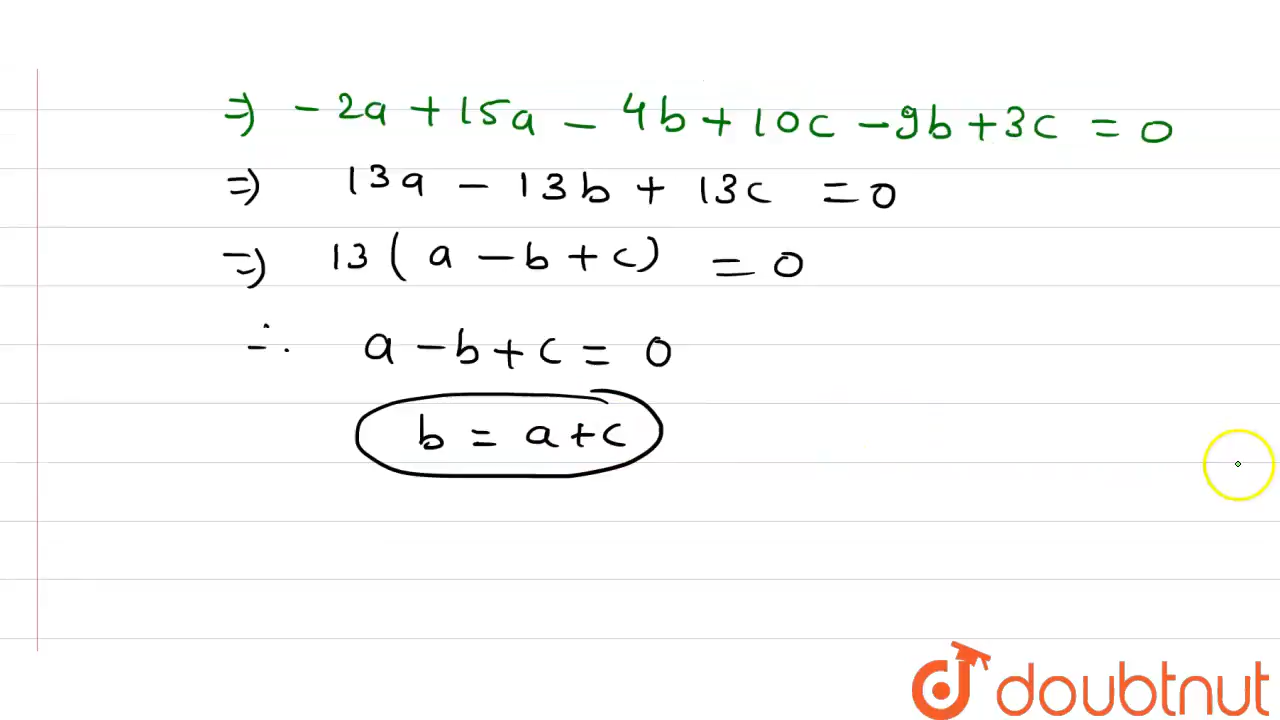 ⇒) -2a + 15a - 4b + 10c - 9b + 3c = 0
⇒) 13a - 13b + 13c = 0
⇒) 13 ( a - b + c) = 0
∴ a - b + c = 0
b = a + c
doubtnut